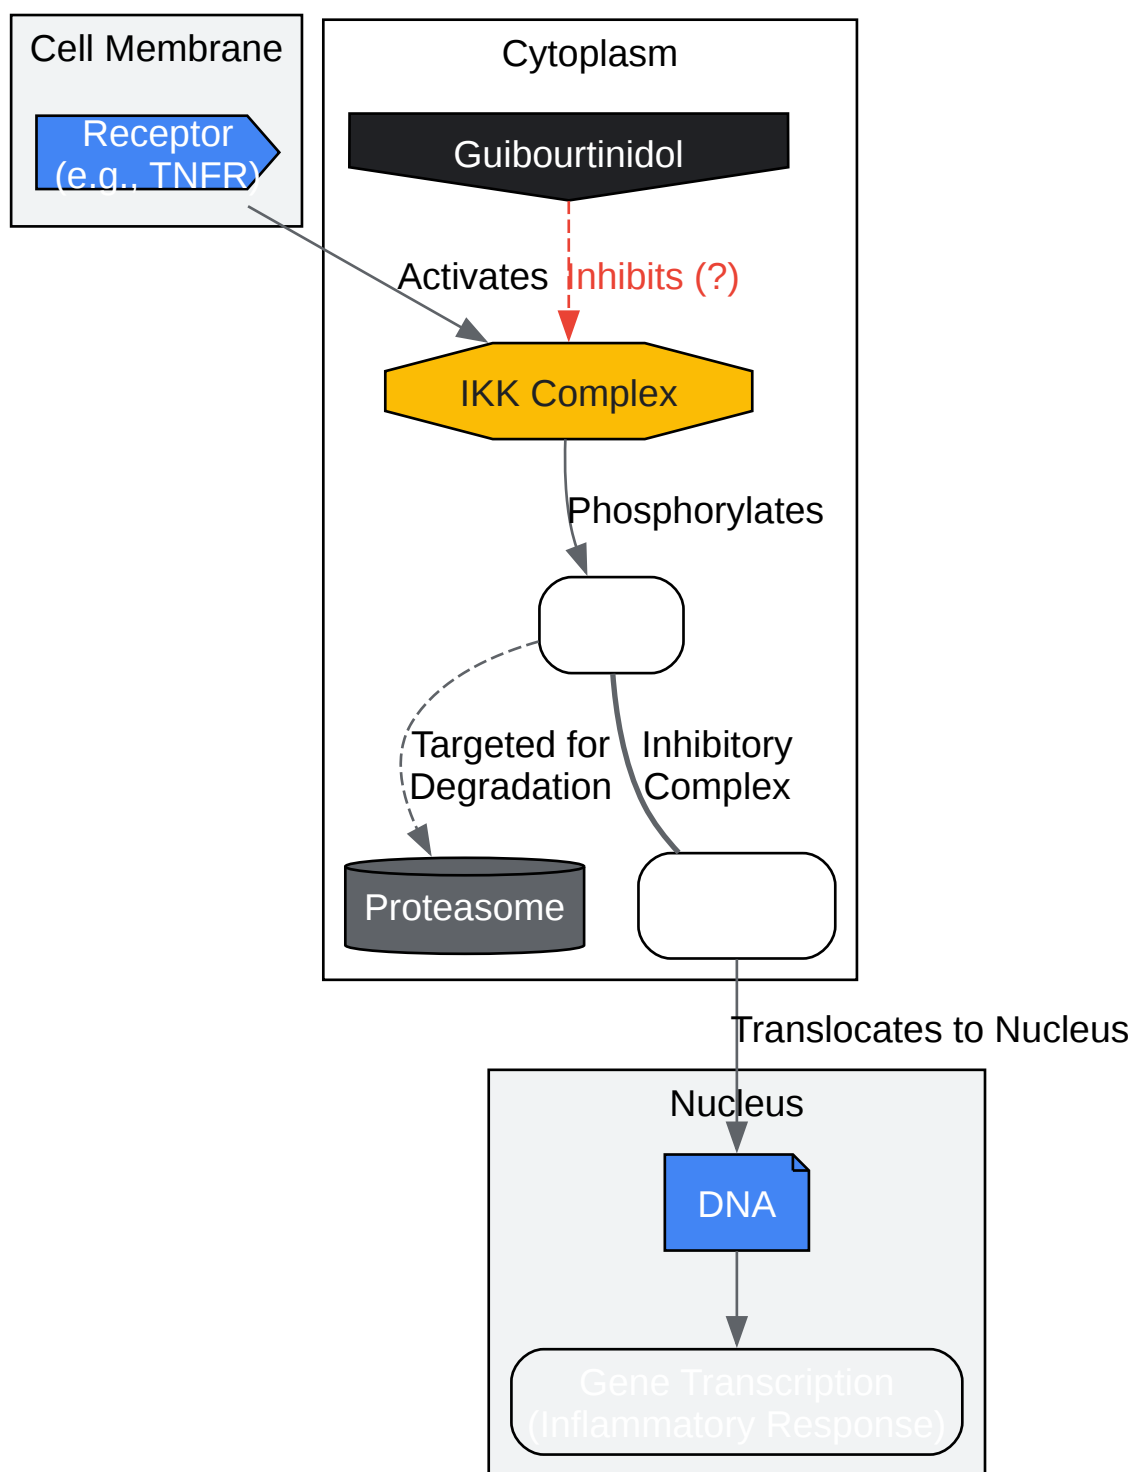 Cell Membrane
Receptor
(e.g., TNFR)
Cytoplasm
Guibourtinidol
Activates
Inhibits (?)
IKK Complex
Phosphorylates
Targeted for
Degradation
Inhibitory
Complex
Proteasome
Translocates to Nucleus
Nucleus
DNA
Gene Transcription
(Inflammatory Response)